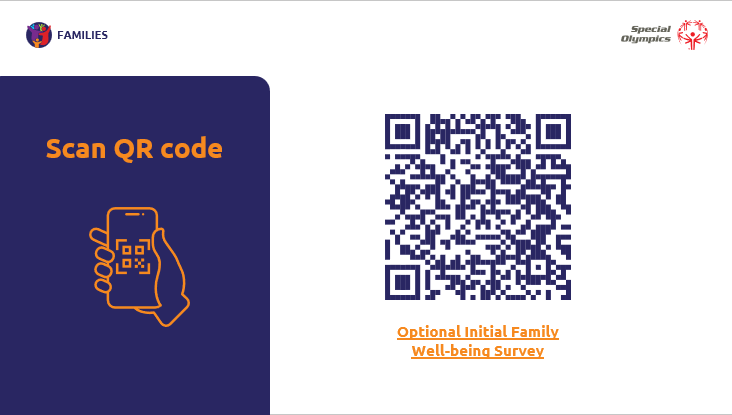 FAMILIES
Special
Olympics
Scan QR code
Optional Initial Family
Well-being Survey